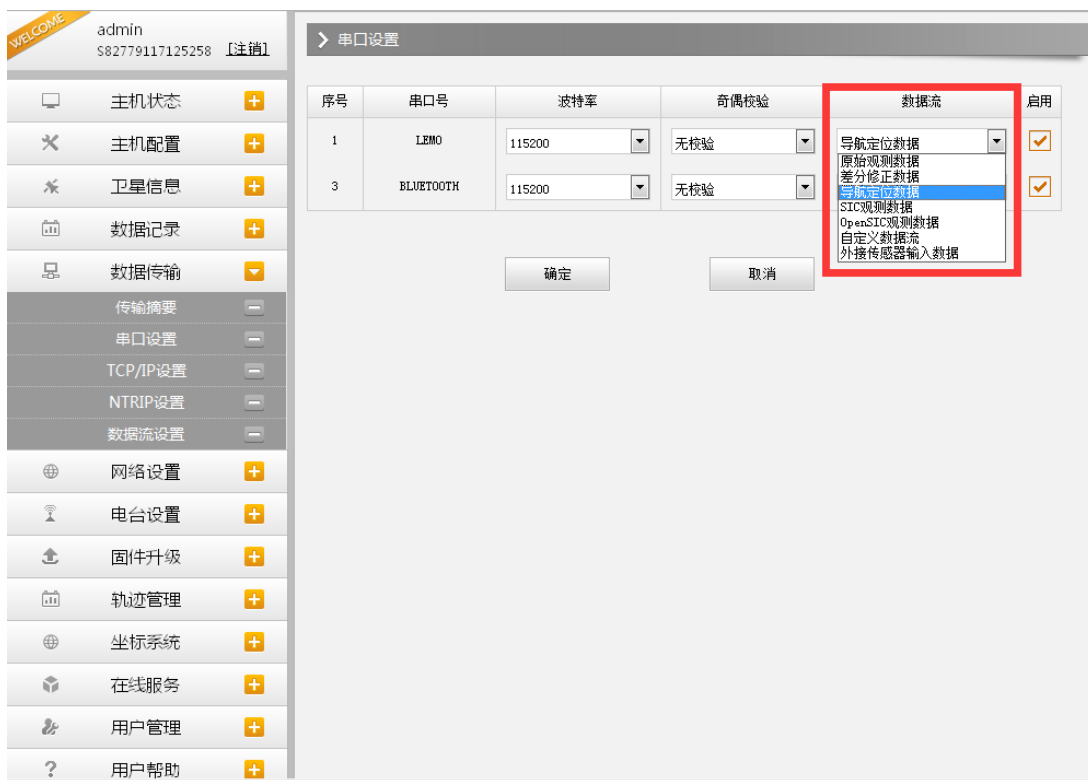 WELCOME
admin
S82779117125258 [注销]
串口设置
主机状态
主机配置
卫星信息
数据记录
数据传输
传输摘要
串口设置
TCP/IP设置
NTRIP设置
数据流设置
网络设置
电台设置
固件升级
轨迹管理
坐标系统
在线服务
用户管理
用户帮助
序号 串口号 波特率 奇偶校验 数据流 启用
1 LEMO 115200 无校验 导航定位数据
3 BLUETOOTH 115200 无校验
原始观测数据
差分修正数据
导航定位数据
SIC观测数据
OpenSIC观测数据
自定义数据流
外接传感器输入数据
确定 取消